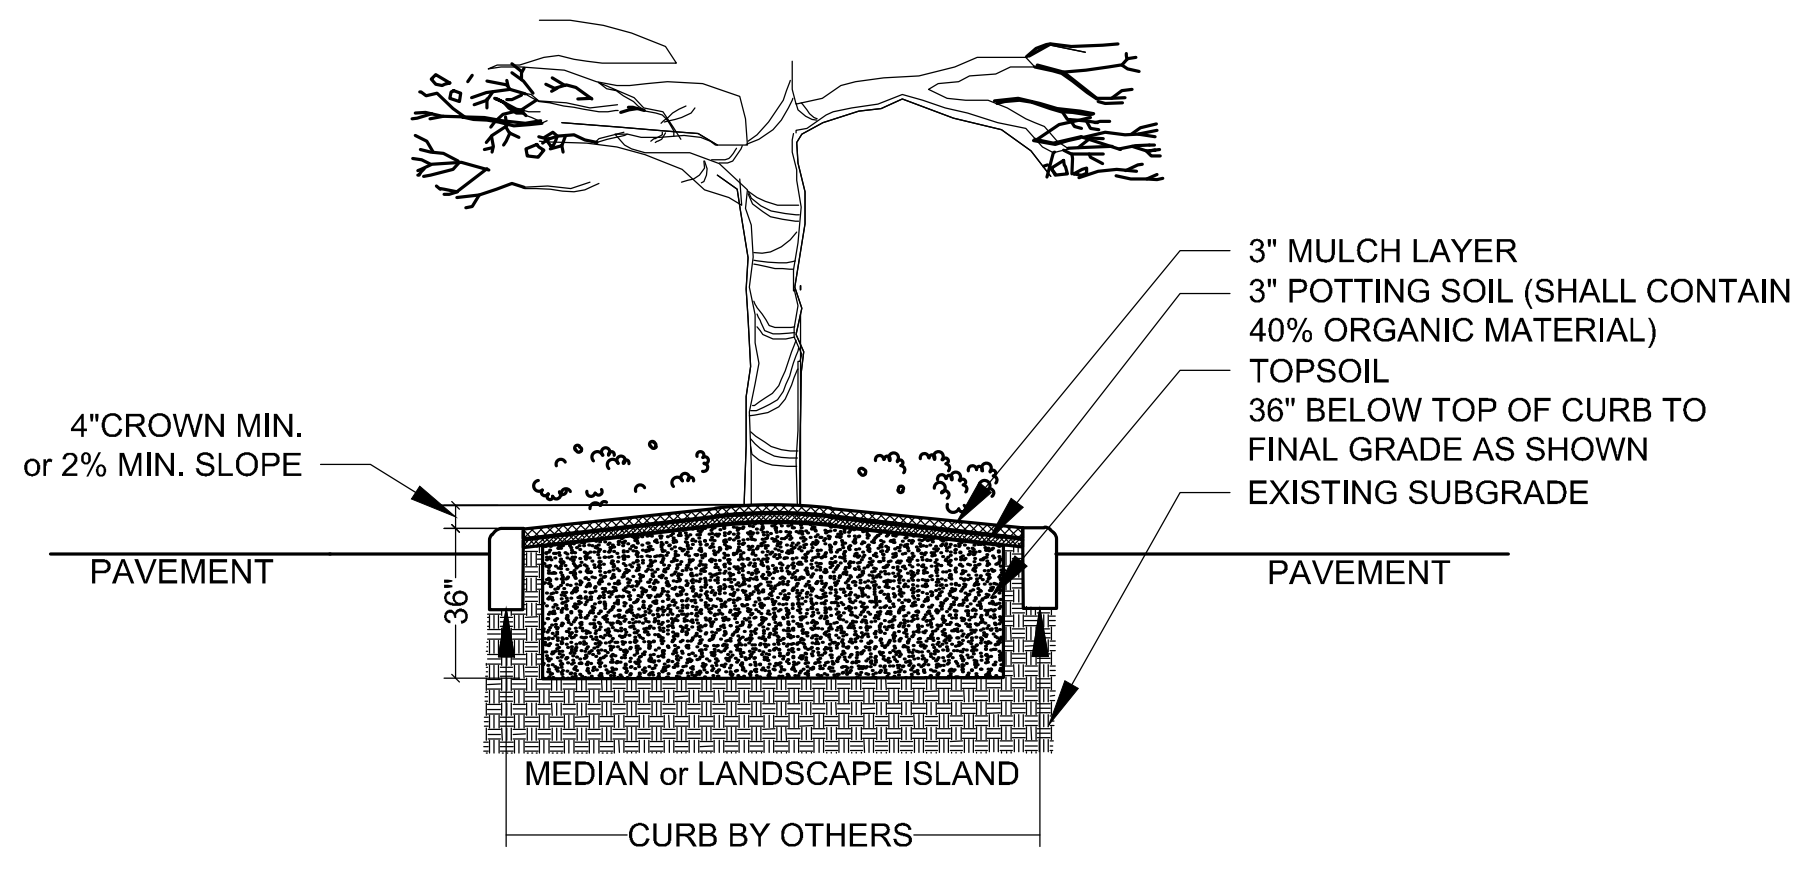 3" MULCH LAYER
3" POTTING SOIL (SHALL CONTAIN
40% ORGANIC MATERIAL)
TOPSOIL
36" BELOW TOP OF CURB TO
FINAL GRADE AS SHOWN
EXISTING SUBGRADE
4"CROWN MIN.
or 2% MIN. SLOPE
PAVEMENT
36"
PAVEMENT
MEDIAN or LANDSCAPE ISLAND
CURB BY OTHERS